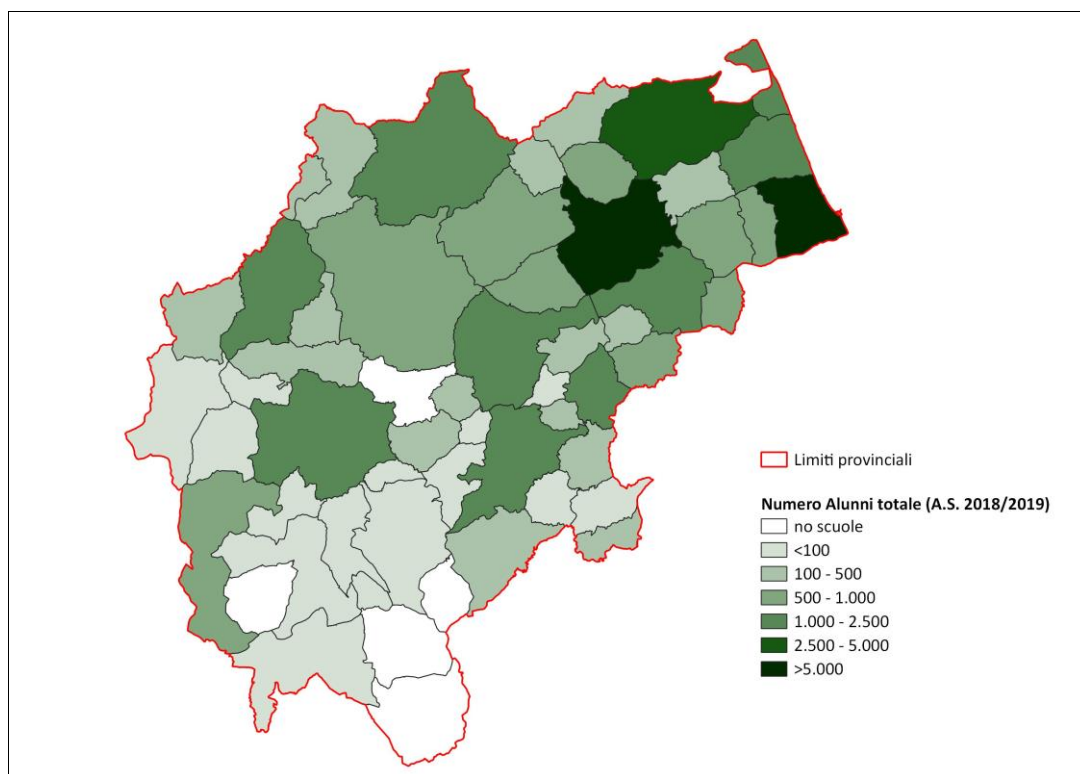 Limiti provinciali
Numero Alunni totale (A.S. 2018/2019)
no scuole
<100
100 - 500
500 - 1.000
1.000 - 2.500
2.500 - 5.000
>5.000